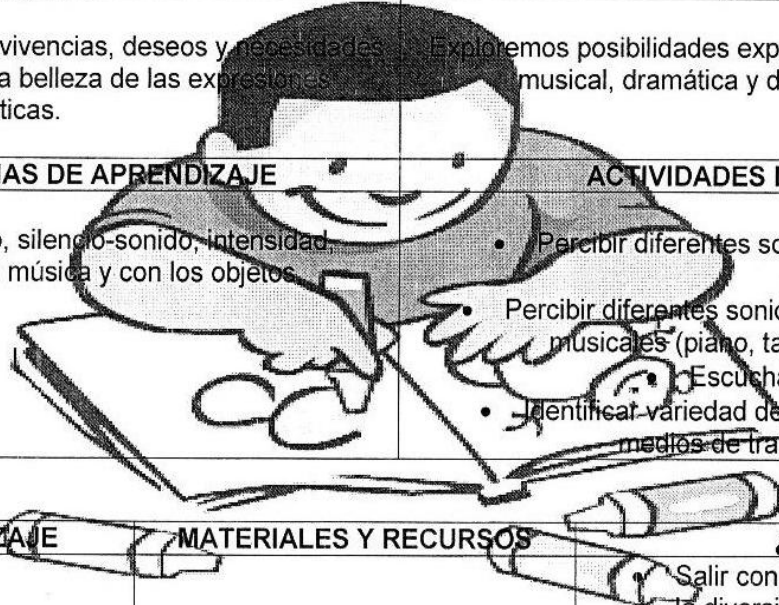 vivencias, deseos y necesidades
a belleza de las expresiones
ticas.
Exploremos posibilidades exp
musical, dramática y d
AS DE APRENDIZAJE
ACTIVIDADES
, silencio-sonido, intensidad,
música y con los objetos
• Percibir diferentes so
• Percibir diferentes sonid
musicales (piano, ta
• Escucha
• Identificar variedad de
medios de tra
AJE
MATERIALES Y RECURSOS
• Salir con